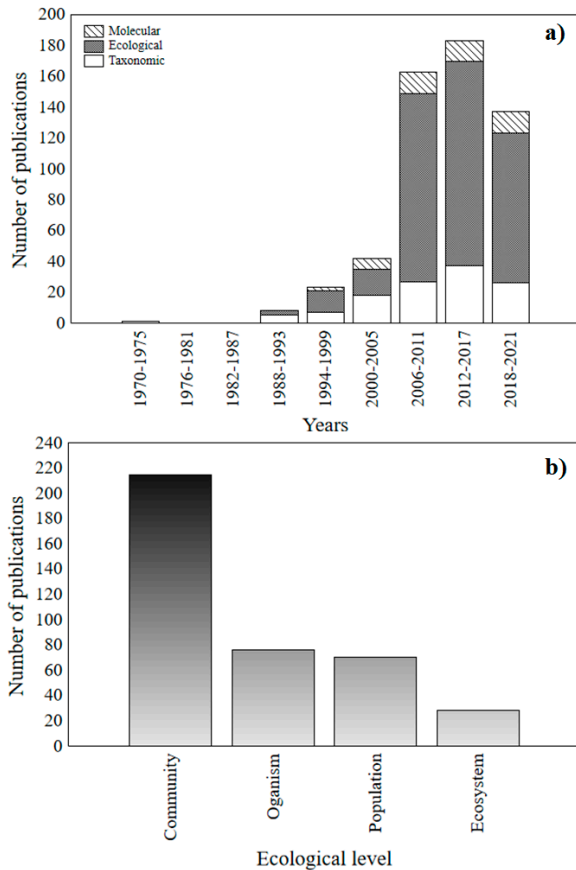 a)
Molecular
Ecological
Taxonomic
Number of publications
200
180
160
140
120
100
80
60
40
20
0
1970-1975
1976-1981
1982-1987
1988-1993
1994-1999
2000-2005
2006-2011
2012-2017
2018-2021
Years
b)
Number of publications
240
220
200
180
160
140
120
100
80
60
40
20
0
Community
Oganism
Population
Ecosystem
Ecological level